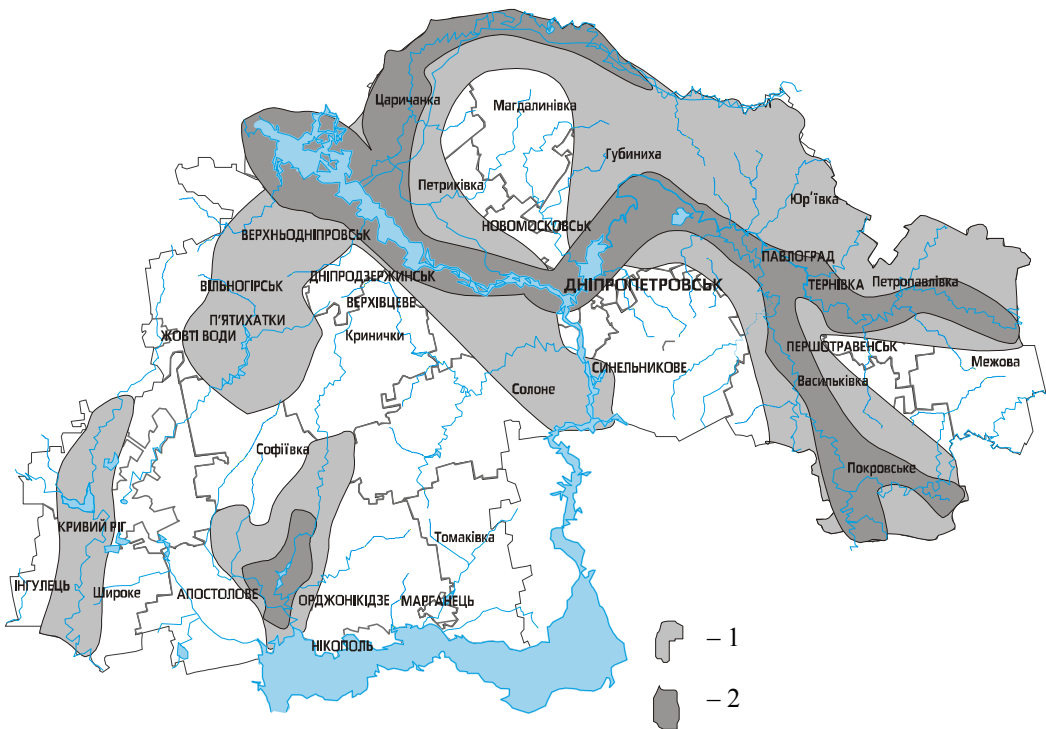 Царичанка
Магдалинівка
Губиниха
Петриківка
Юр'ївка
НОВОМОСКОВСЬК
ВЕРХНЬОДНІПРОВСЬК
ПАВЛОГРАД
ДНІПРОДЗЕРЖИНСЬК
ВІЛЬНОГІРСЬК
ДНІПРОПЕТРОВСЬК
ТЕРНІВКА
Петропавлівка
ВЕРХІВЦЕВЕ
П'ЯТИХАТКИ
ЖОВТІ ВОДИ
Кринички
ПЕРШОТРАВЕНСЬК
Межова
СИНЕЛЬНИКОВЕ
Солоне
Васильківка
Софіївка
Покровське
КРИВИЙ РІГ
Томаківка
ІНГУЛЕЦЬ
Широке
АПОСТОЛОВЕ
ОРДЖОНІКІДЗЕ
МАРГАНЕЦЬ
НІКОПОЛЬ
– 1
– 2